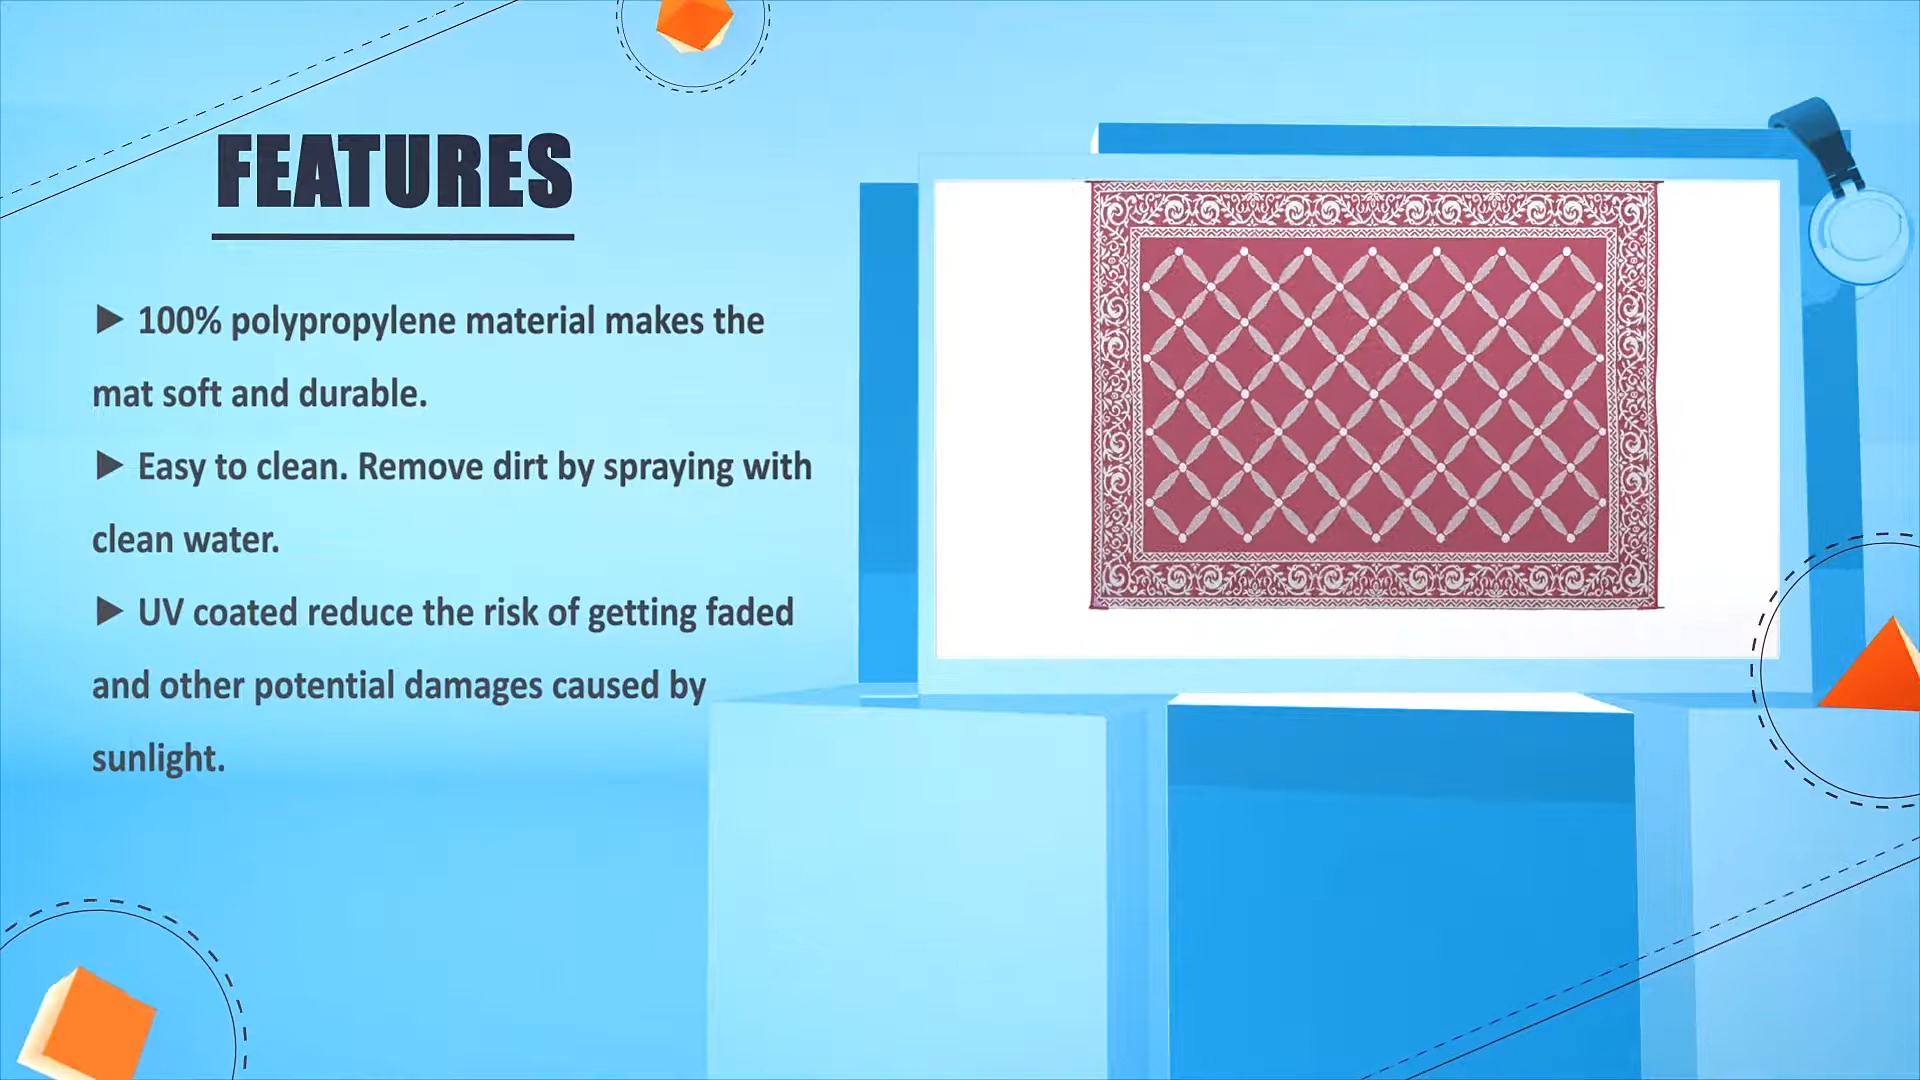 FEATURES
▶ 100% polypropylene material makes the
mat soft and durable.
▶ Easy to clean. Remove dirt by spraying with
clean water.
▶ UV coated reduce the risk of getting faded
and other potential damages caused by
sunlight.